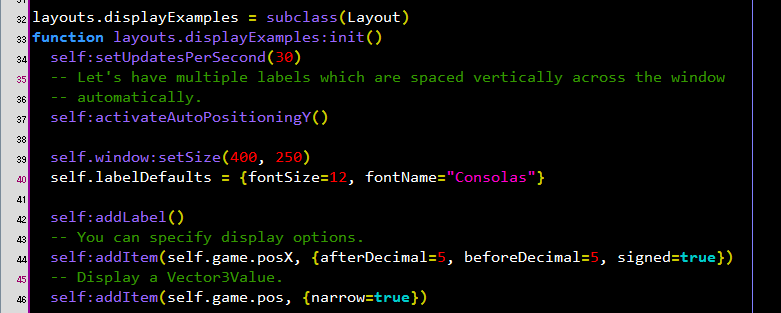 31
32 layouts.displayExamples = subclass(Layout)
33 function layouts.displayExamples:init()
34   self:setUpdatesPerSecond(30)
35   -- Let's have multiple labels which are spaced vertically across the window
36   -- automatically.
37   self:activateAutoPositioningY()
38
39   self.window:setSize(400, 250)
40   self.labelDefaults = {fontSize=12, fontName="Consolas"}
41
42   self:addLabel()
43   -- You can specify display options.
44   self:addItem(self.game.posX, {afterDecimal=5, beforeDecimal=5, signed=true})
45   -- Display a Vector3Value.
46   self:addItem(self.game.pos, {narrow=true})